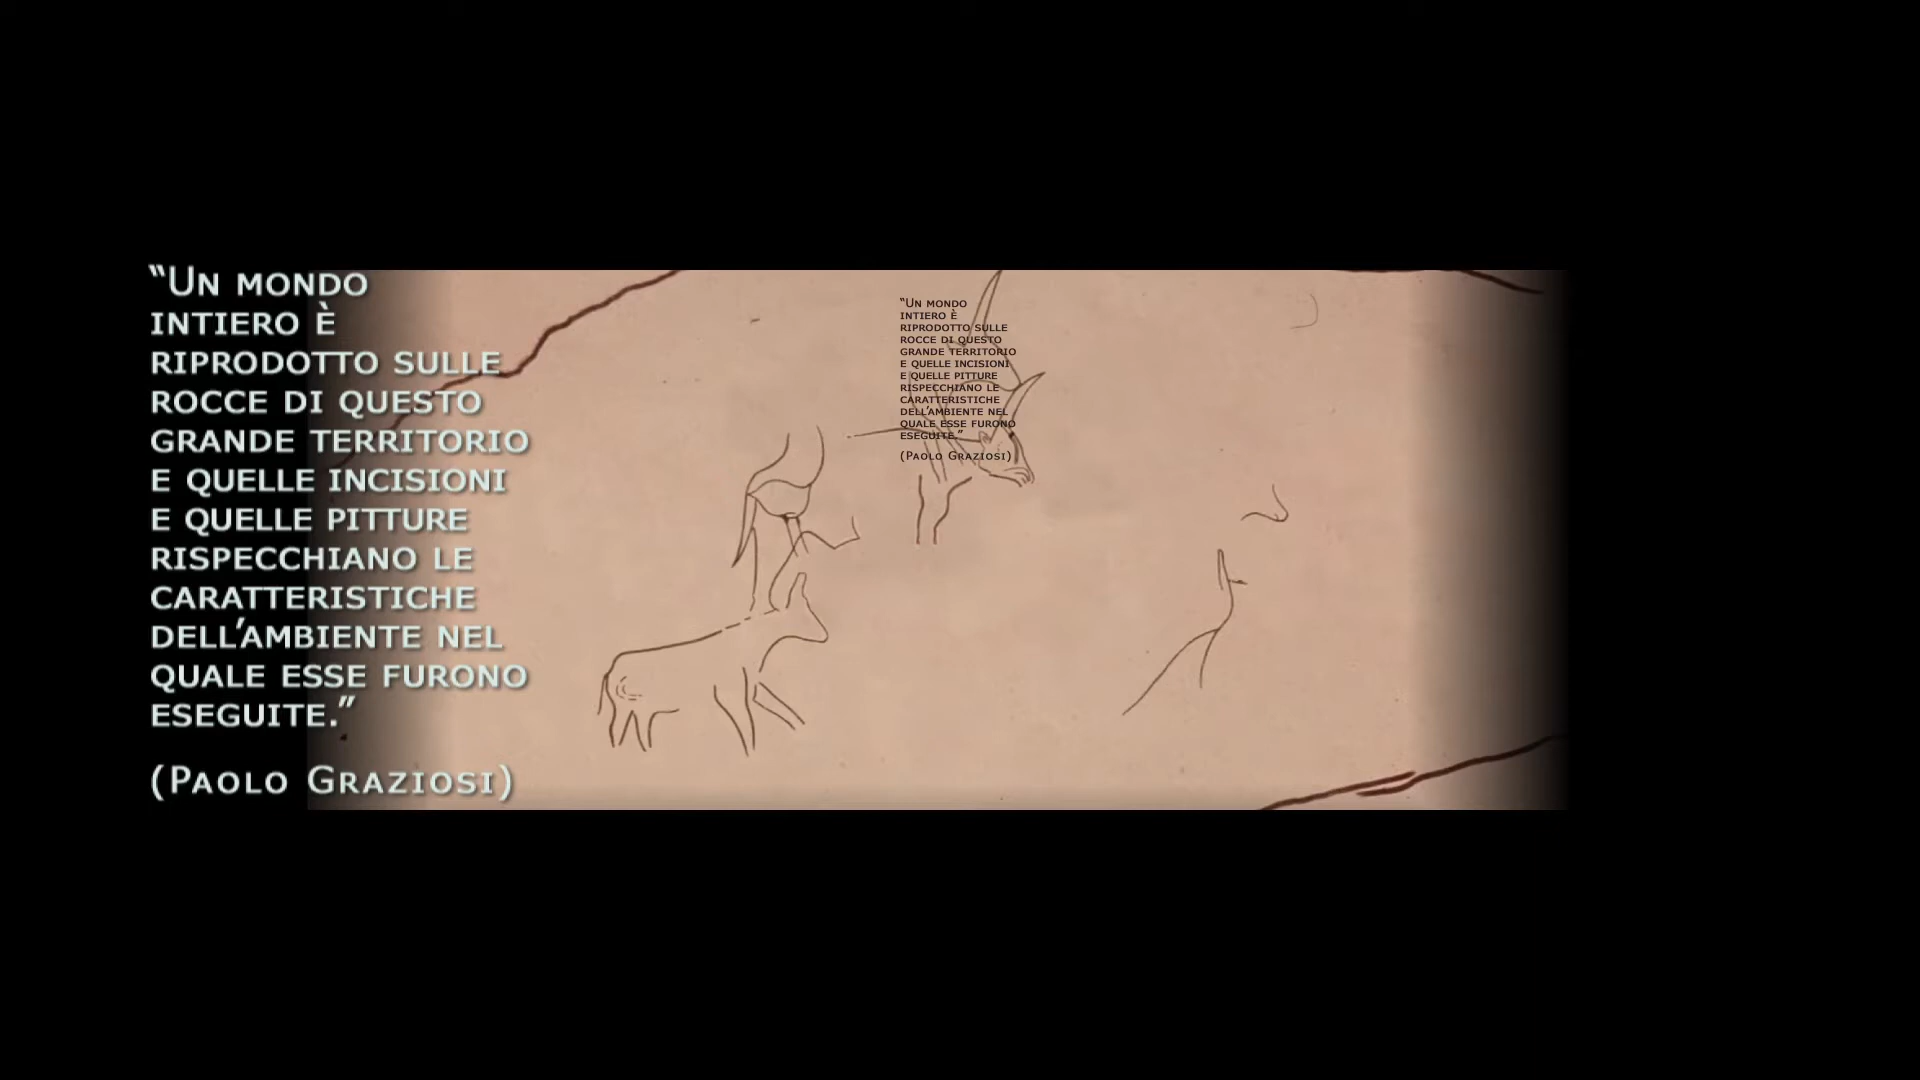 “Un mondo
intiero è
riprodotto sulle
rocce di questo
grande territorio
e quelle incisioni
e quelle pitture
rispecchiano le
caratteristiche
dell’ambiente nel
quale esse furono
eseguite.”
(Paolo Graziosi)
“Un mondo
intiero è
riprodotto sulle
rocce di questo
grande territorio
e quelle incisioni
e quelle pitture
rispecchiano le
caratteristiche
dell’ambiente nel
quale esse furono
eseguite.”
(Paolo Graziosi)